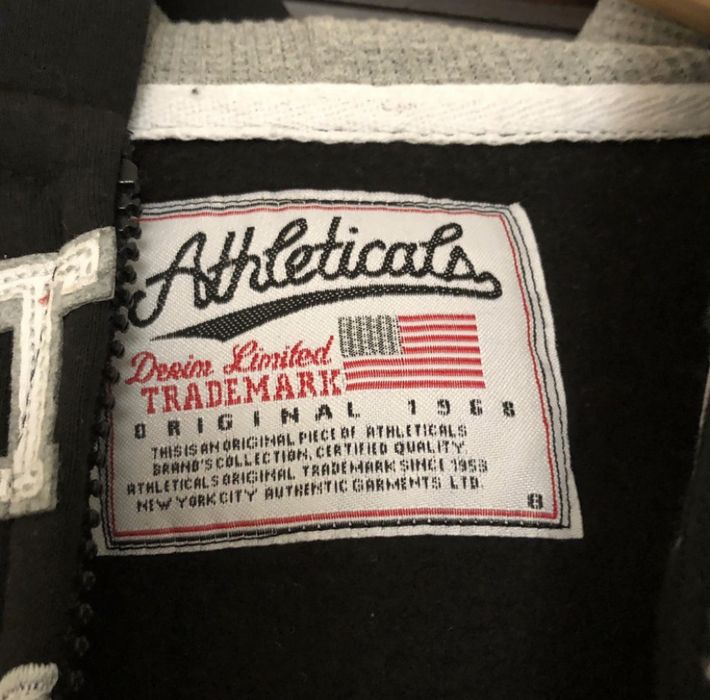 Athleticals
Denim Limited
TRADEMARK
ORIGINAL 1968
THIS IS AN ORIGINAL PIECE OF ATHLETICALS
BRAND'S COLLECTION, CERTIFIED QUALITY
ATHLETICALS ORIGINAL TRADEMARK SINCE 1959
NEW YORK CITY AUTHENTIC GARMENTS LTD.
8